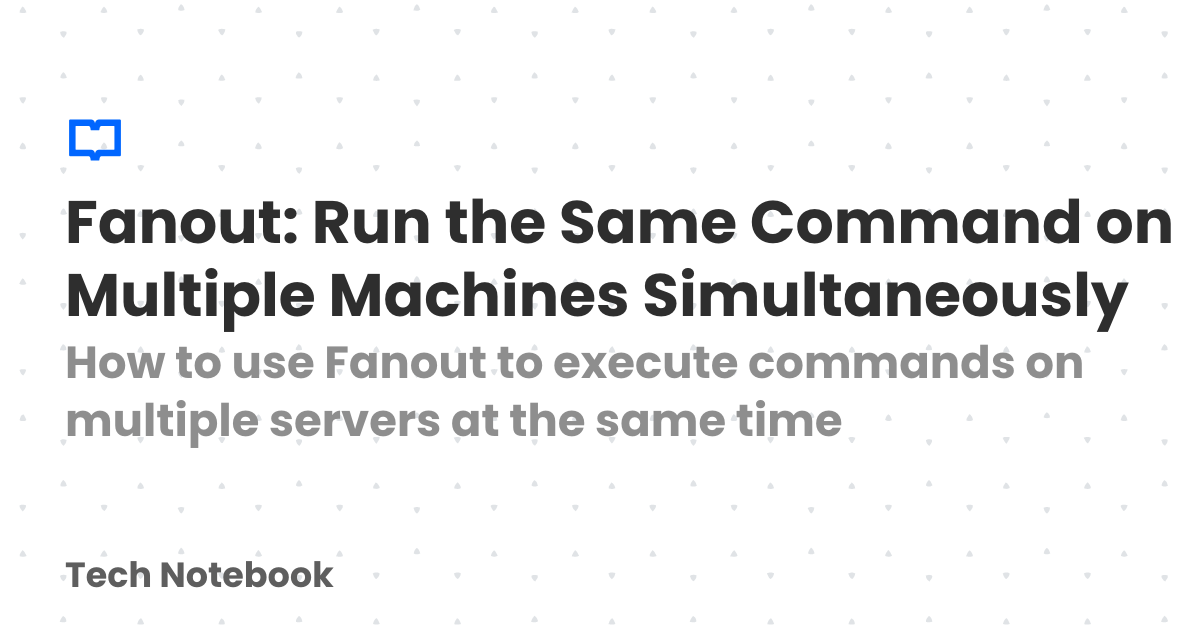 Fanout: Run the Same Command on
Multiple Machines Simultaneously
How to use Fanout to execute commands on
multiple servers at the same time
Tech Notebook